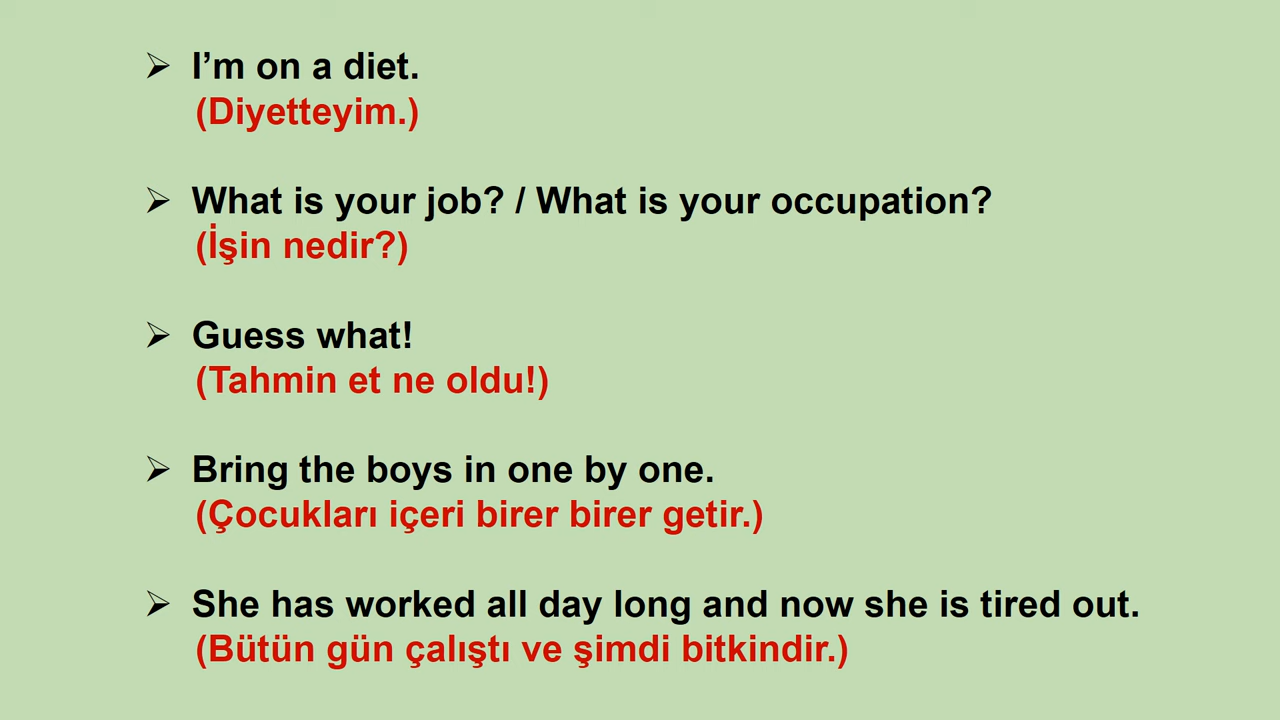 ➢ I’m on a diet.
(Diyetteyim.)
➢ What is your job? / What is your occupation?
(İşin nedir?)
➢ Guess what!
(Tahmin et ne oldu!)
➢ Bring the boys in one by one.
(Çocukları içeri birer birer getir.)
➢ She has worked all day long and now she is tired out.
(Bütün gün çalıştı ve şimdi bitkindir.)